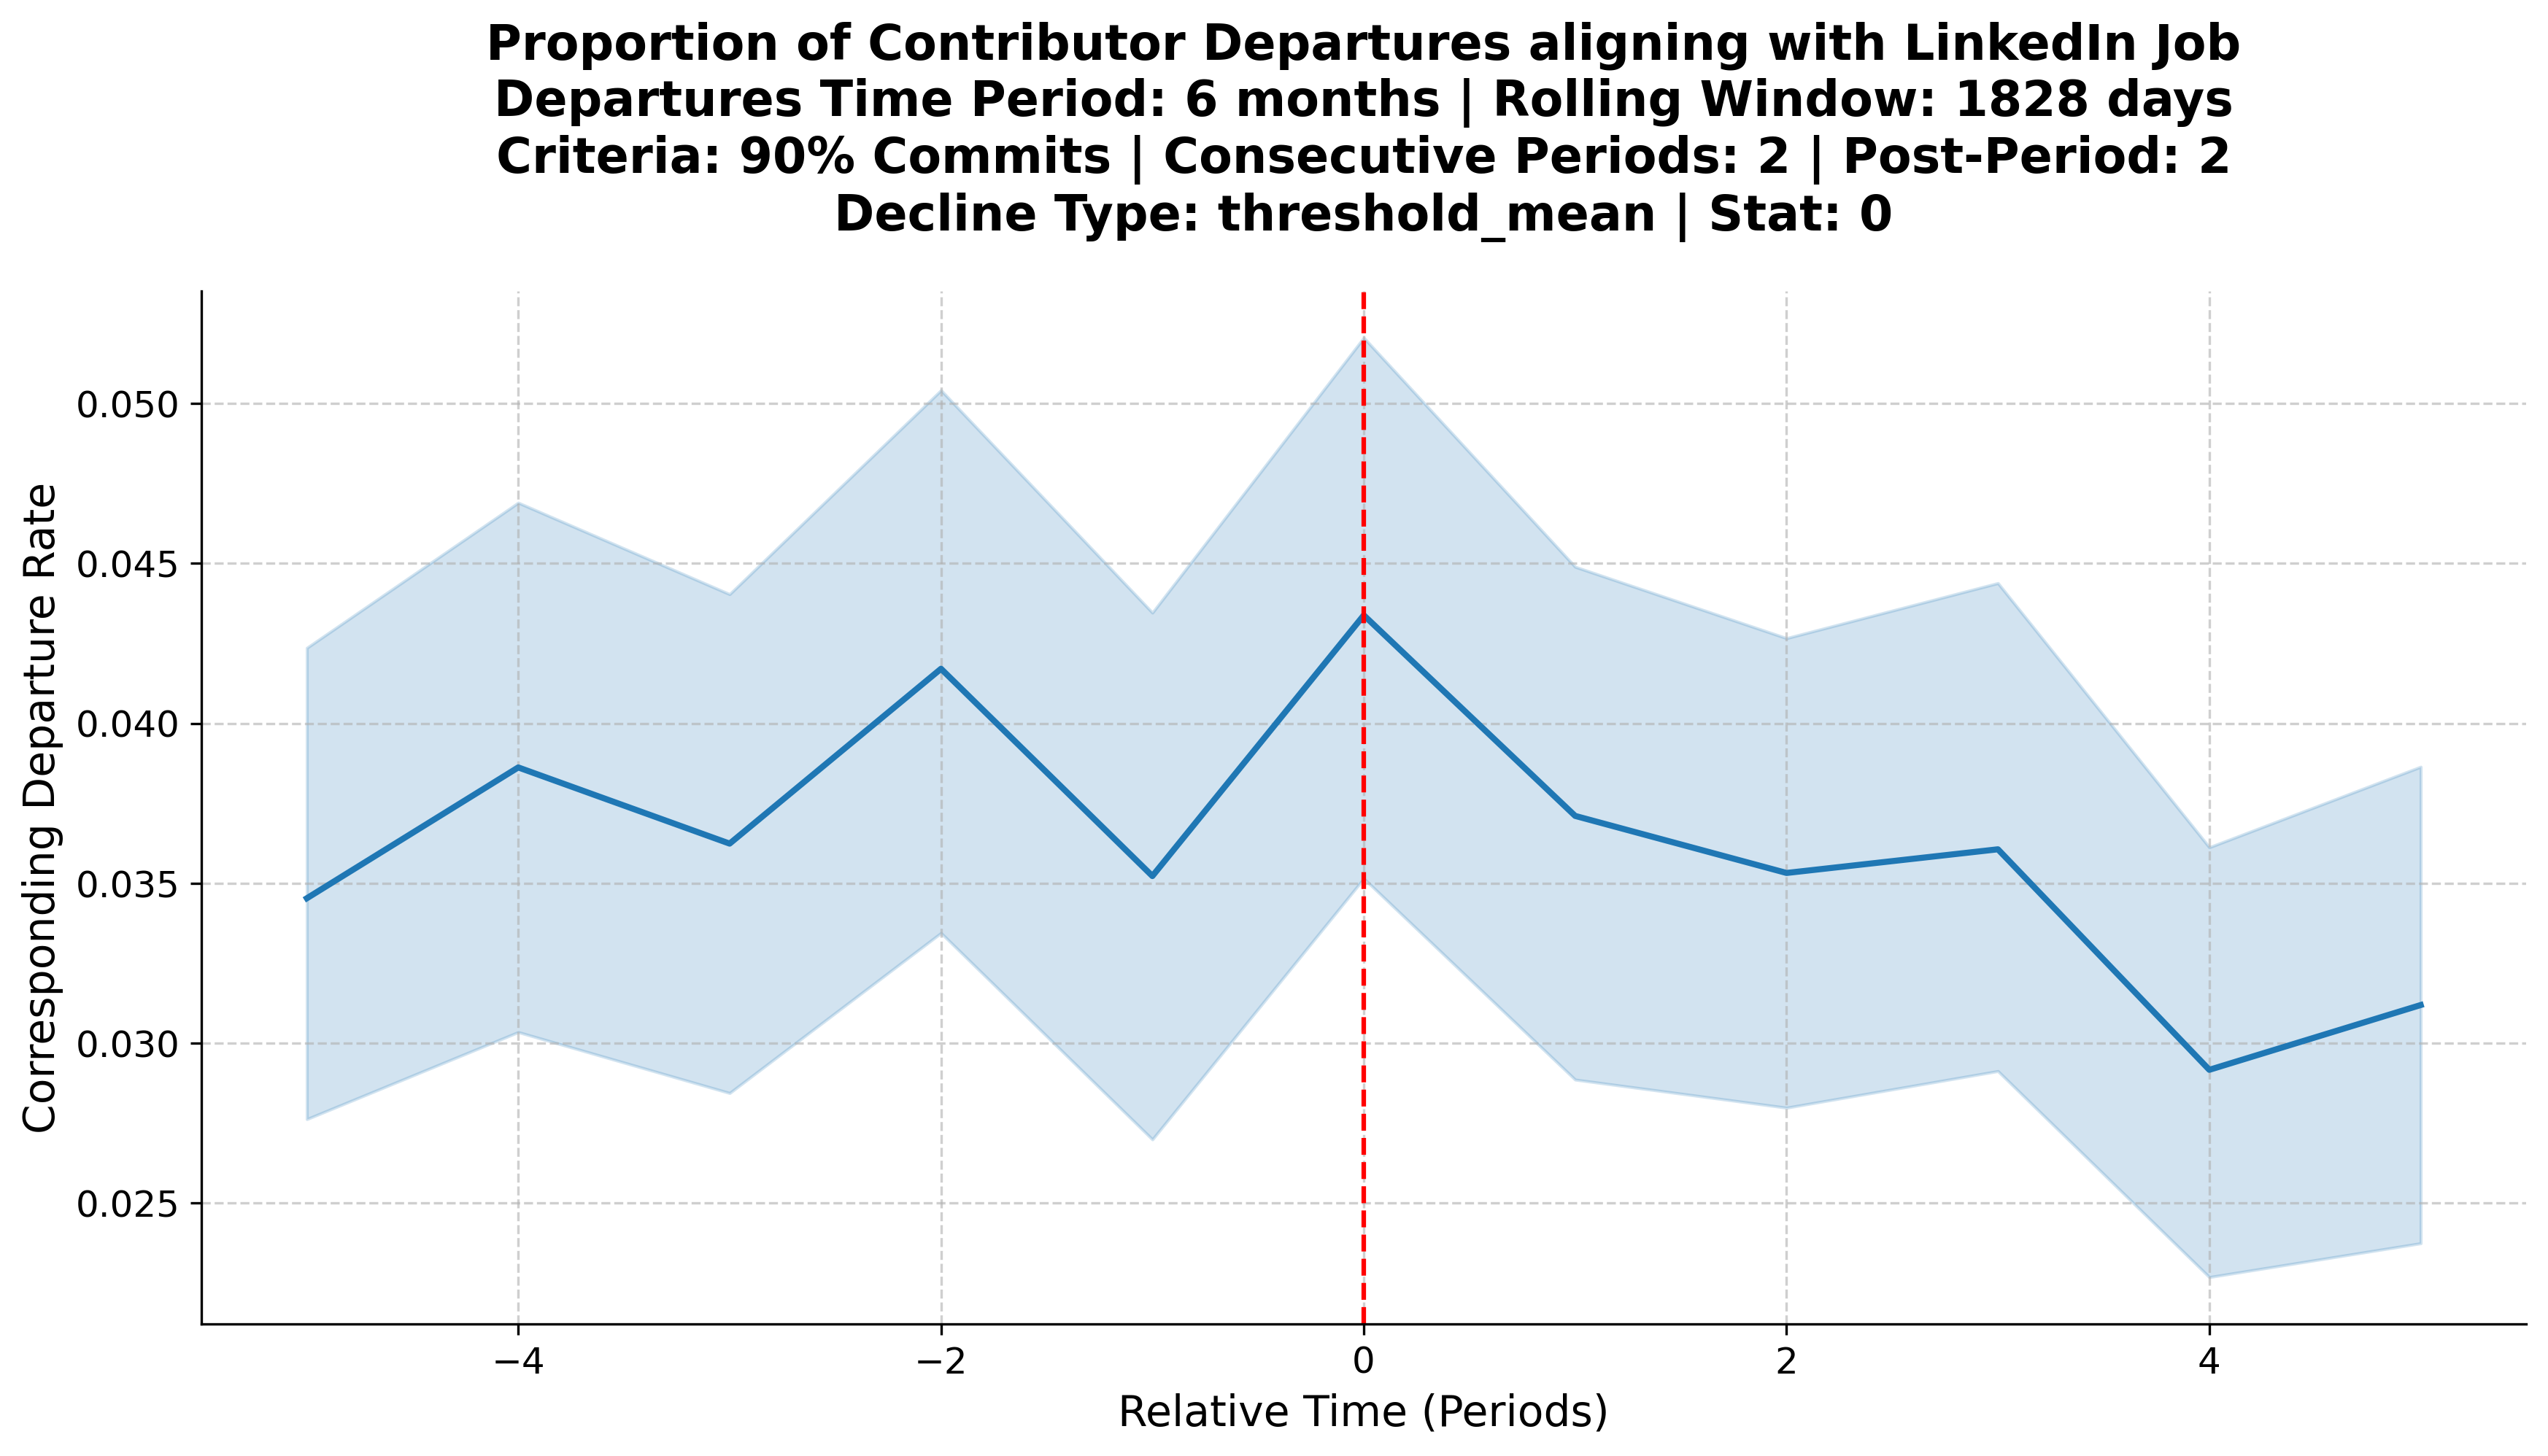 Proportion of Contributor Departures aligning with LinkedIn Job
Departures Time Period: 6 months | Rolling Window: 1828 days
Criteria: 90% Commits | Consecutive Periods: 2 | Post-Period: 2
Decline Type: threshold_mean | Stat: 0
Corresponding Departure Rate
0.050
0.045
0.040
0.035
0.030
0.025
−4
−2
0
2
4
Relative Time (Periods)